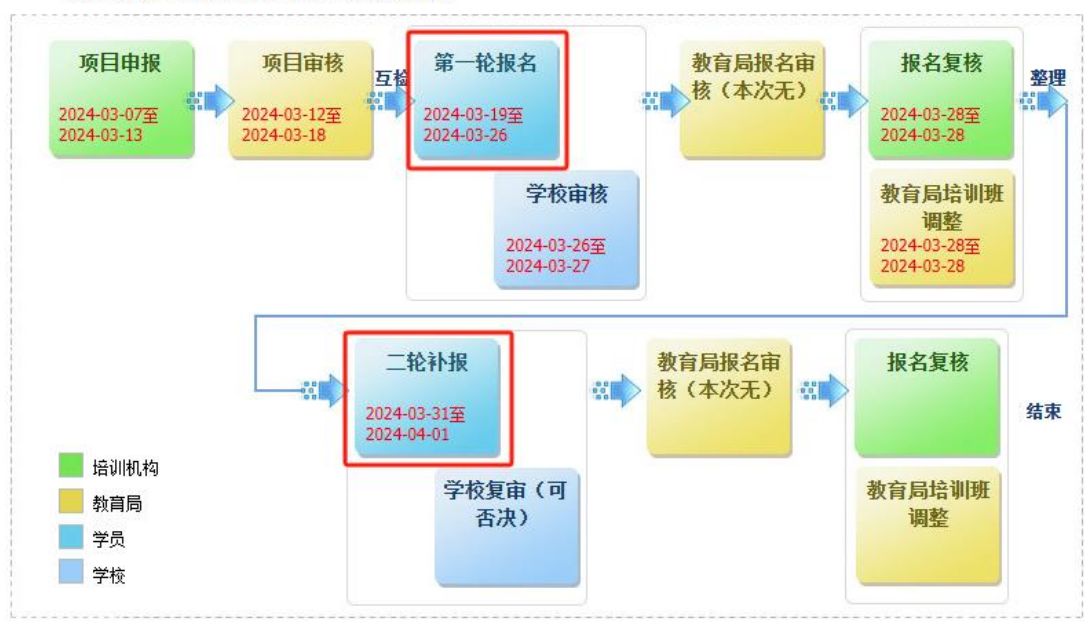 项目申报
2024-03-07至
2024-03-13
项目审核
2024-03-12至
2024-03-18
互检
第一轮报名
2024-03-19至
2024-03-26
学校审核
2024-03-26至
2024-03-27
教育局报名审
核（本次无）
报名复核
2024-03-28至
2024-03-28
教育局培训班
调整
2024-03-28至
2024-03-28
整理
二轮补报
2024-03-31至
2024-04-01
学校复审（可
否决）
教育局报名审
核（本次无）
报名复核
教育局培训班
调整
结束
培训机构
教育局
学员
学校